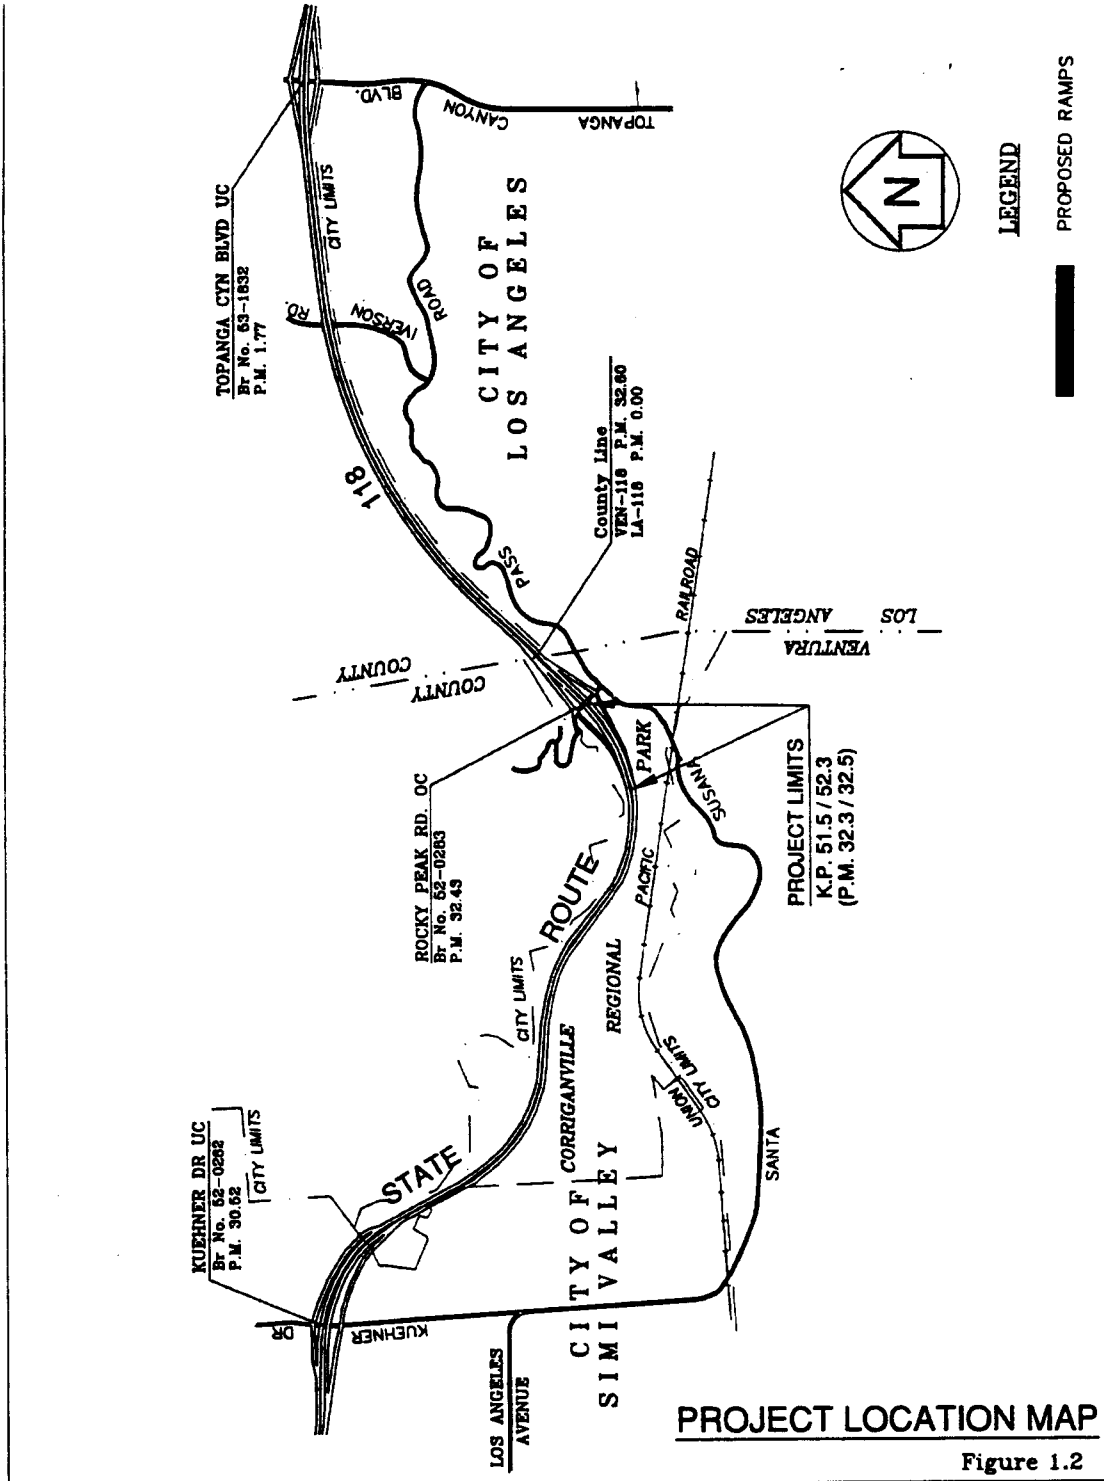 TOPANGA CYN BLVD UC
Br No. 53-1832
P.M. 1.77
CITY LIMITS
BLVD.
CANYON
TOPANGA
RD.
IVERSON
ROAD
CITY OF
LOS ANGELES
118
PASS
County Line
VEN-118 P.M. 32.60
LA-118 P.M. 0.00
RAILROAD
COUNTY
COUNTY
LOS ANGELES
VENTURA
N
LEGEND
PROPOSED RAMPS
ROCKY PEAK RD. OC
Br No. 52-0283
P.M. 32.43
PARK
SUSANA
PROJECT LIMITS
K.P. 51.5 / 52.3
(P.M. 32.3 / 32.5)
ROUTE
PACIFIC
CITY LIMITS
REGIONAL
CORRIGANVILLE
UNION
CITY LIMITS
SANTA
KUEHNER DR UC
Br No. 52-0282
P.M. 30.52
CITY LIMITS
STATE
DR
KUEHNER
CITY OF
SIMI VALLEY
LOS ANGELES
AVENUE
PROJECT LOCATION MAP
Figure 1.2